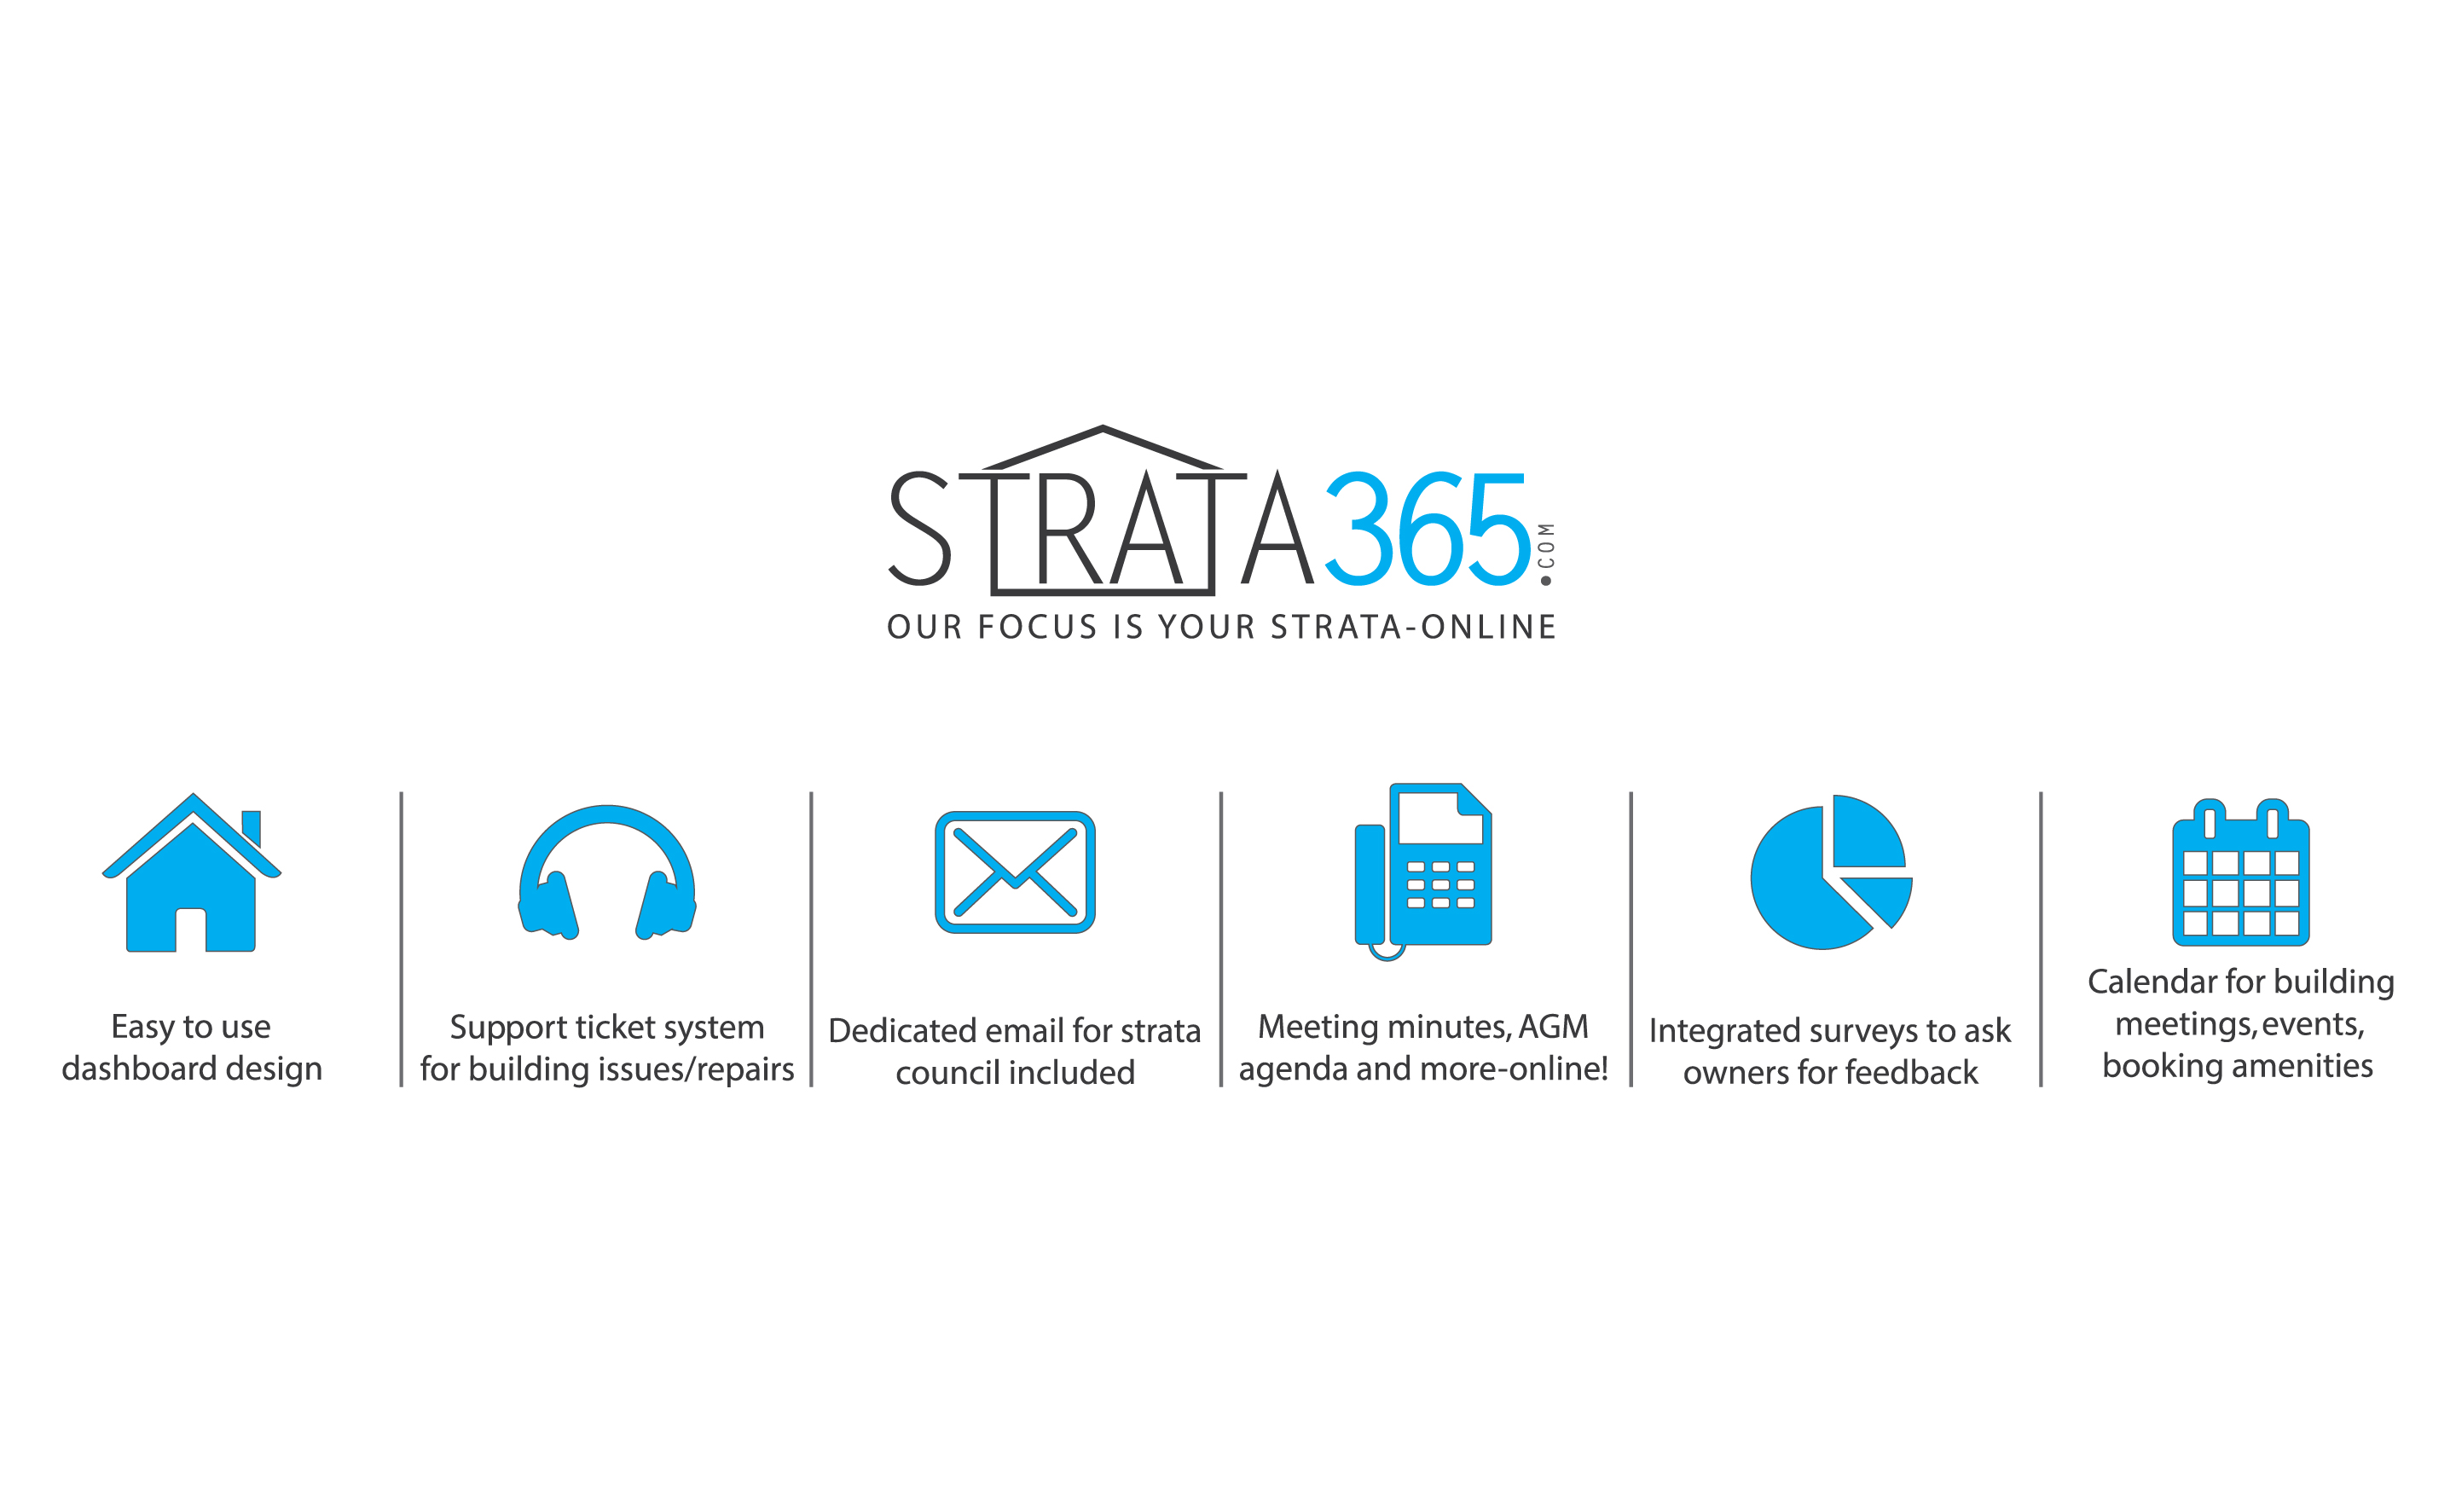 STRATA365.COM
OUR FOCUS IS YOUR STRATA-ONLINE
Easy to use
dashboard design
Support ticket system
for building issues/repairs
Dedicated email for strata
council included
Meeting minutes, AGM
agenda and more-online!
Integrated surveys to ask
owners for feedback
Calendar for building
meetings, events,
booking amenities